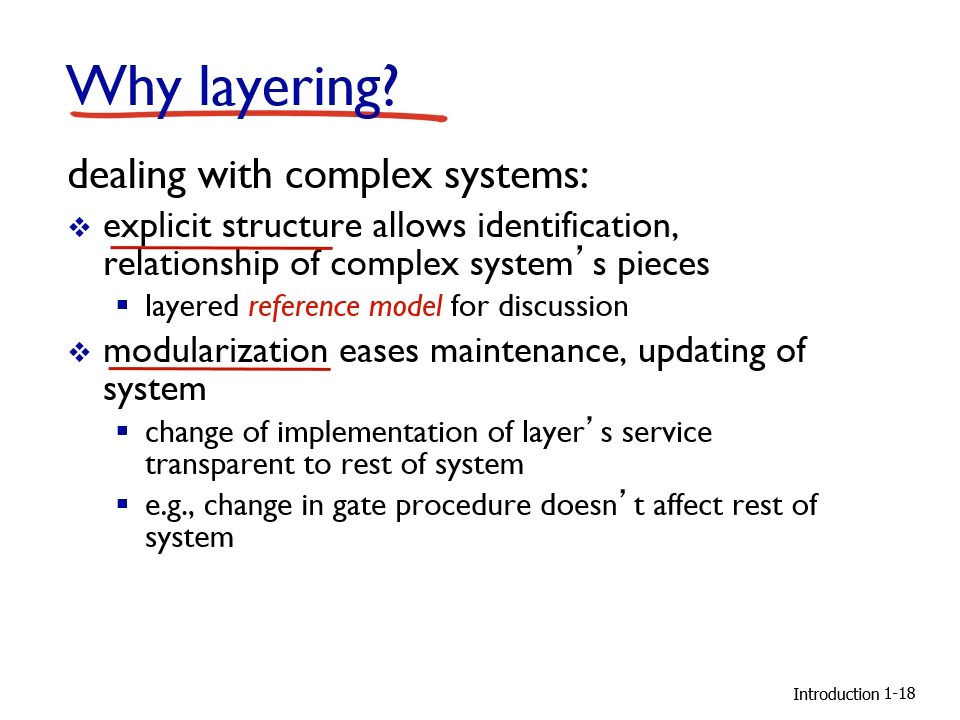 Why layering?
dealing with complex systems:
❖ explicit structure allows identification,
relationship of complex system’s pieces
▪ layered reference model for discussion
❖ modularization eases maintenance, updating of
system
▪ change of implementation of layer’s service
transparent to rest of system
▪ e.g., change in gate procedure doesn’t affect rest of
system
Introduction 1-18